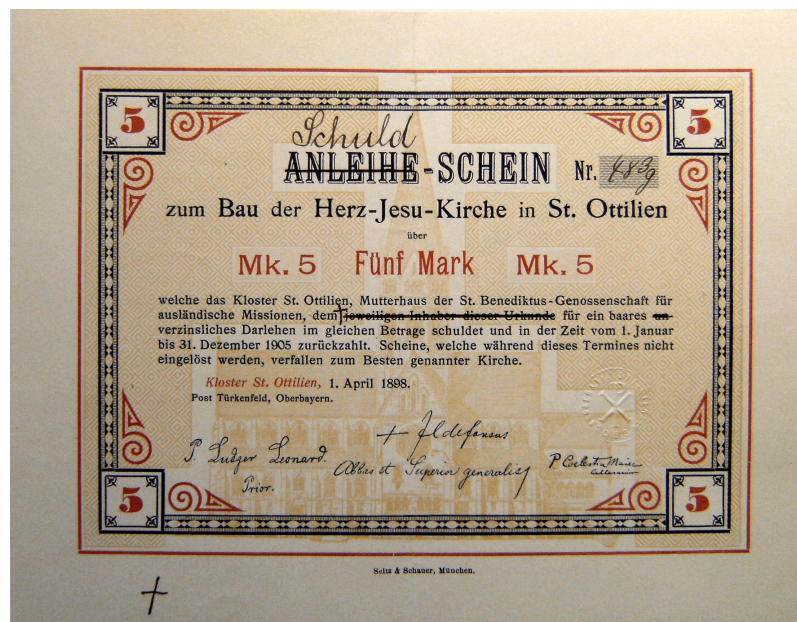 5 5
Schuld
ANLEIHE-SCHEIN Nr. 4839
zum Bau der Herz-Jesu-Kirche in St. Ottilien
über
Mk. 5 Fünf Mark Mk. 5
welche das Kloster St. Ottilien, Mutterhaus der St. Benediktus-Genossenschaft für
ausländische Missionen, dem jeweiligen Inhaber dieser Urkunde für ein baares un-
verzinsliches Darlehen im gleichen Betrage schuldet und in der Zeit vom 1. Januar
bis 31. Dezember 1905 zurückzahlt. Scheine, welche während dieses Termines nicht
eingelöst werden, verfallen zum Besten genannter Kirche.
Kloster St. Ottilien, 1. April 1898.
Post Türkenfeld, Oberbayern.
+ Ildefonsus
P. Ludger Leonard. Abbas et Superior generalis P. Coelestin Maier
Prior.
5 5
Seitz & Schauer, München.